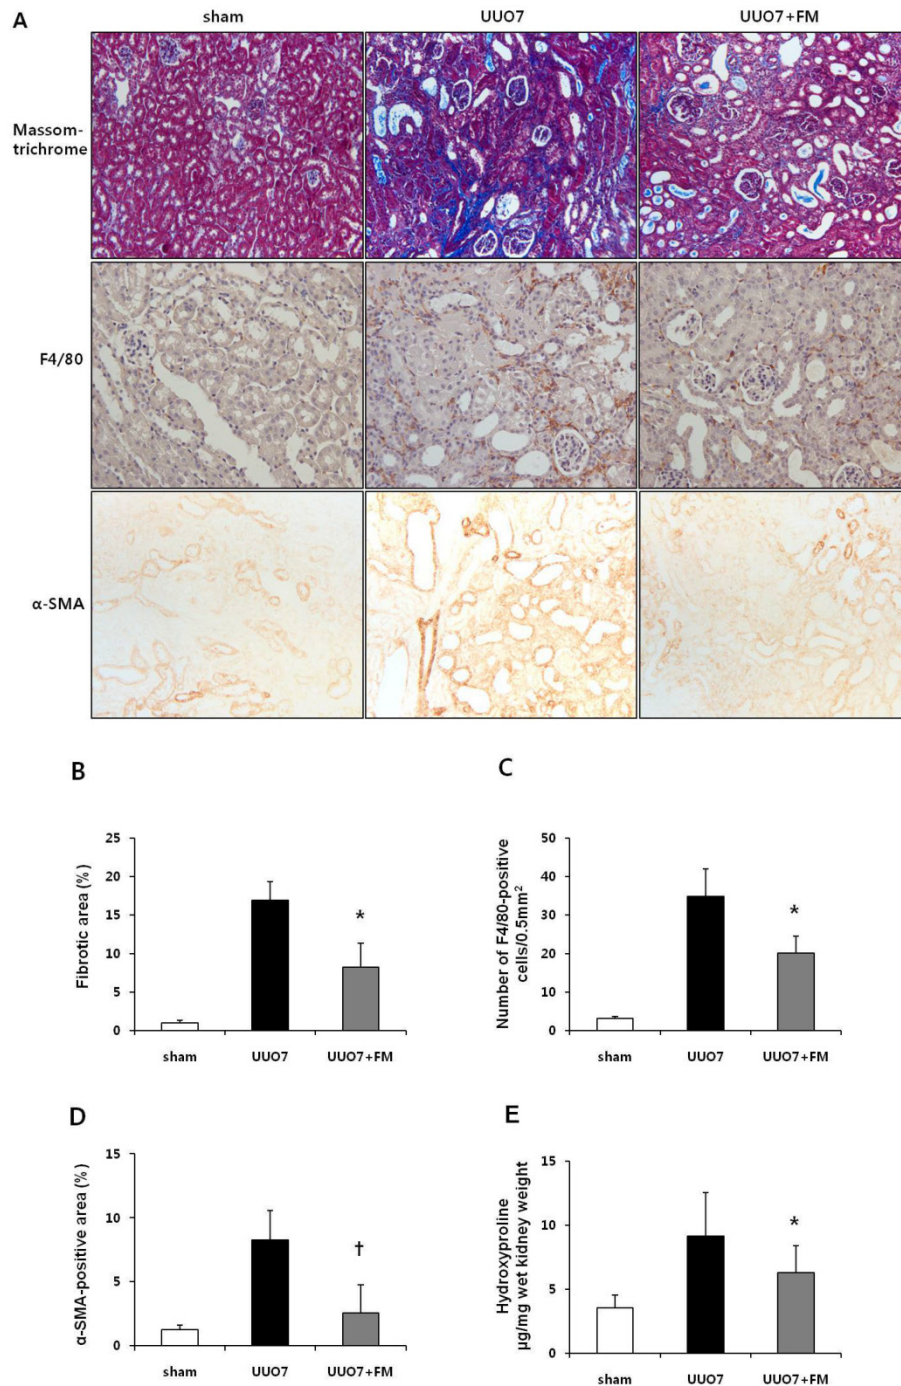 A
sham UUO7 UUO7+FM
Massom-
trichrome
F4/80
α-SMA
B
Fibrotic area (%)
25
20
15
10
5
0
*
sham UUO7 UUO7+FM
C
Number of F4/80-positive
cells/0.5mm²
50
40
30
20
10
0
*
sham UUO7 UUO7+FM
D
α-SMA-positive area (%)
15
10
5
0
†
sham UUO7 UUO7+FM
E
Hydroxyproline
µg/mg wet kidney weight
15
10
5
0
*
sham UUO7 UUO7+FM